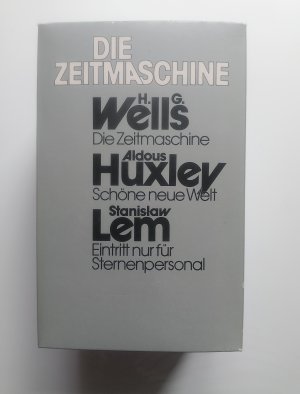 DIE
ZEITMASCHINE
H. G.
Wells
Die Zeitmaschine
Aldous
Huxley
Schöne neue Welt
Stanislaw
Lem
Eintritt nur für
Sternenpersonal